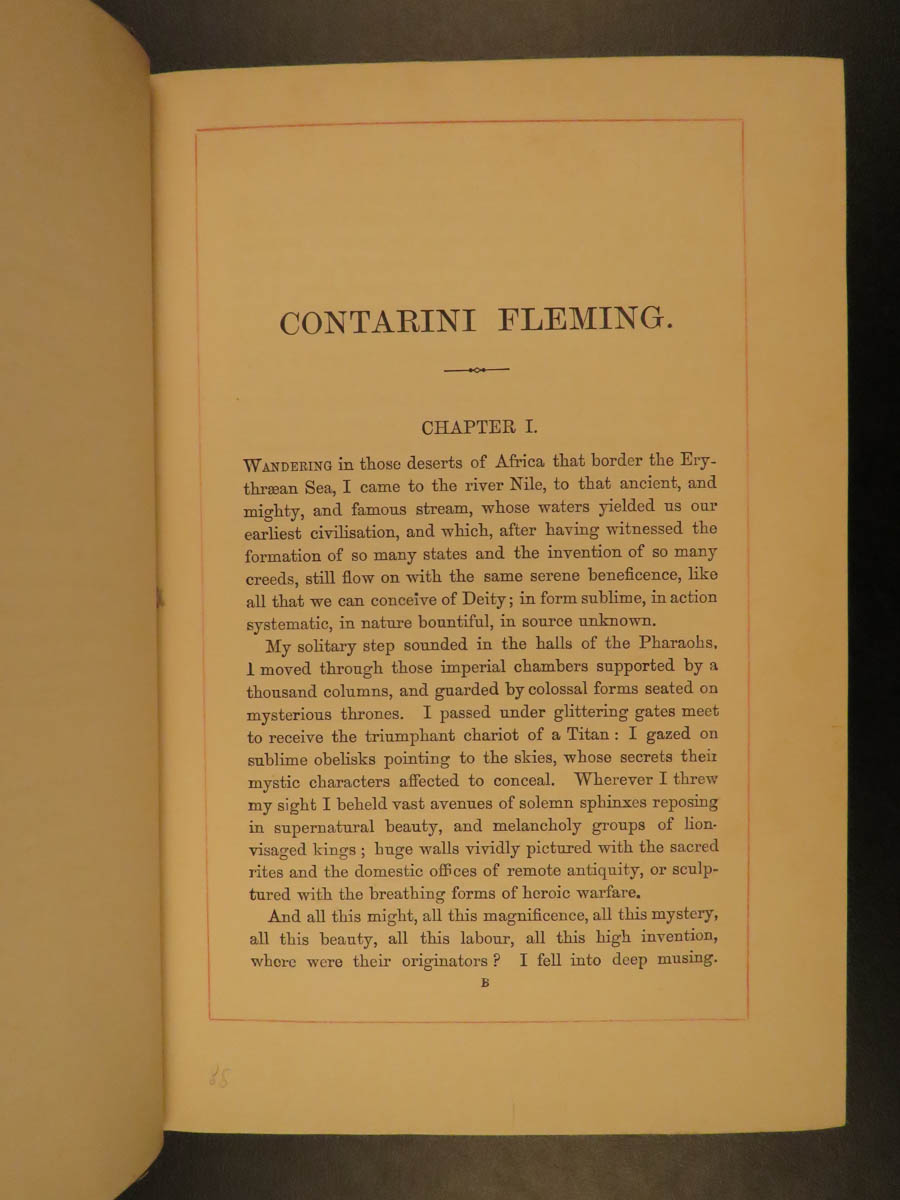 CONTARINI FLEMING.
CHAPTER I.
WANDERING in those deserts of Africa that border the Ery-
thræan Sea, I came to the river Nile, to that ancient, and
mighty, and famous stream, whose waters yielded us our
earliest civilisation, and which, after having witnessed the
formation of so many states and the invention of so many
creeds, still flow on with the same serene beneficence, like
all that we can conceive of Deity; in form sublime, in action
systematic, in nature bountiful, in source unknown.
My solitary step sounded in the halls of the Pharaohs.
I moved through those imperial chambers supported by a
thousand columns, and guarded by colossal forms seated on
mysterious thrones. I passed under glittering gates meet
to receive the triumphant chariot of a Titan: I gazed on
sublime obelisks pointing to the skies, whose secrets their
mystic characters affected to conceal. Wherever I threw
my sight I beheld vast avenues of solemn sphinxes reposing
in supernatural beauty, and melancholy groups of lion-
visaged kings; huge walls vividly pictured with the sacred
rites and the domestic offices of remote antiquity, or sculp-
tured with the breathing forms of heroic warfare.
And all this might, all this magnificence, all this mystery,
all this beauty, all this labour, all this high invention,
where were their originators? I fell into deep musing.
B
85